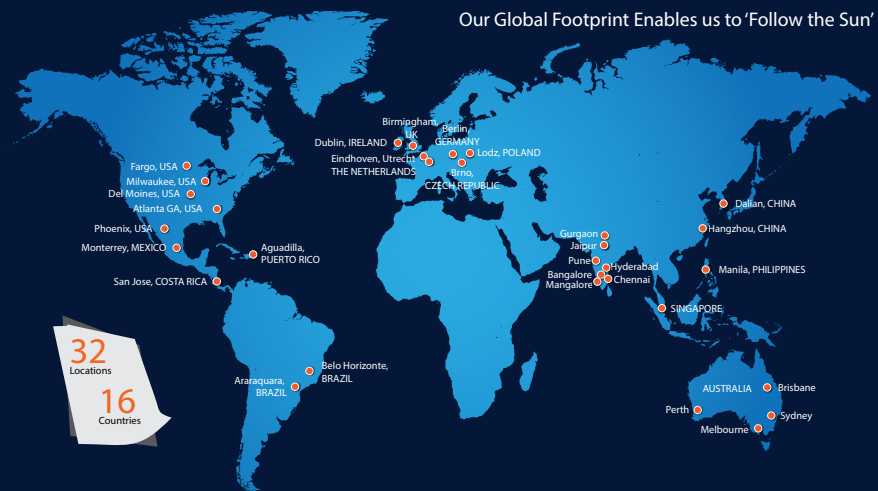 Our Global Footprint Enables us to ‘Follow the Sun’
Birmingham,
UK
Berlin,
GERMANY
Dublin, IRELAND
Lodz, POLAND
Eindhoven, Utrecht
THE NETHERLANDS
Brno,
CZECH REPUBLIC
Fargo, USA
Milwaukee, USA
Del Moines, USA
Atlanta GA, USA
Phoenix, USA
Monterrey, MEXICO
Aguadilla,
PUERTO RICO
San Jose, COSTA RICA
Dalian, CHINA
Hangzhou, CHINA
Gurgaon
Jaipur
Pune
Hyderabad
Bangalore
Chennai
Mangalore
Manila, PHILIPPINES
SINGAPORE
32
Locations
16
Countries
Belo Horizonte,
BRAZIL
Araraquara,
BRAZIL
AUSTRALIA
Brisbane
Perth
Sydney
Melbourne